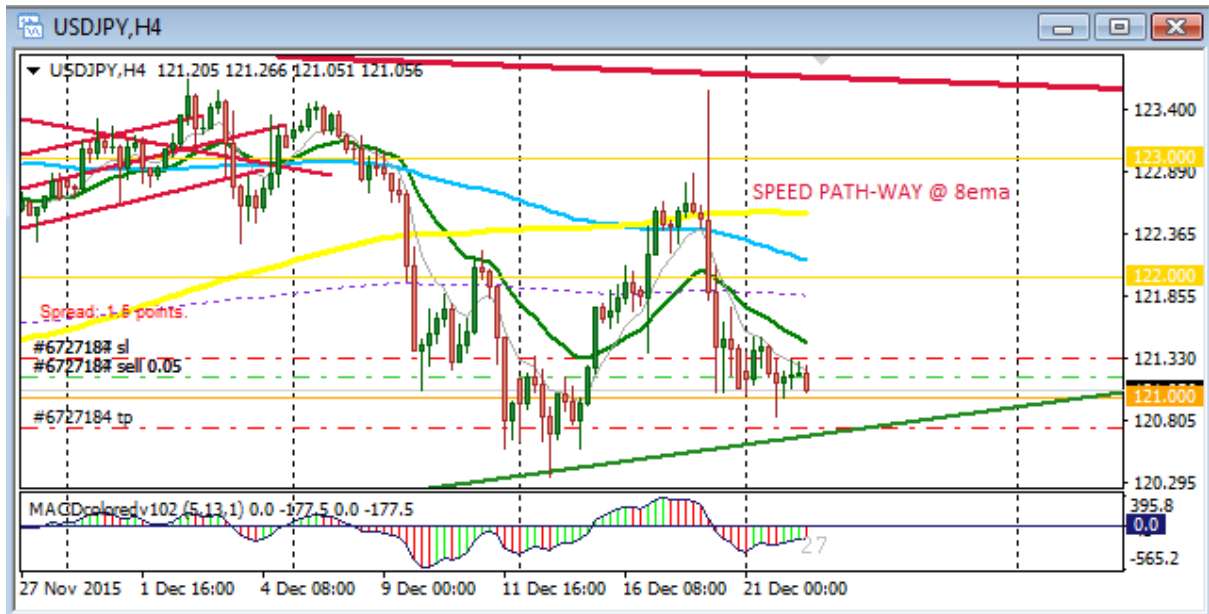 USDJPY,H4
USDJPY,H4 121.205 121.266 121.051 121.056
123.400
123.000
122.890
SPEED PATH-WAY @ 8ema
122.365
122.000
121.855
Spread: 1.5 points.
#6727184 sl
121.330
#6727184 sell 0.05
121.000
#6727184 tp
120.805
120.295
MACDcoloredv102 (5,13,1) 0.0 -177.5 0.0 -177.5
395.8
0.0
27
-565.2
27 Nov 2015 1 Dec 16:00 4 Dec 08:00 9 Dec 00:00 11 Dec 16:00 16 Dec 08:00 21 Dec 00:00